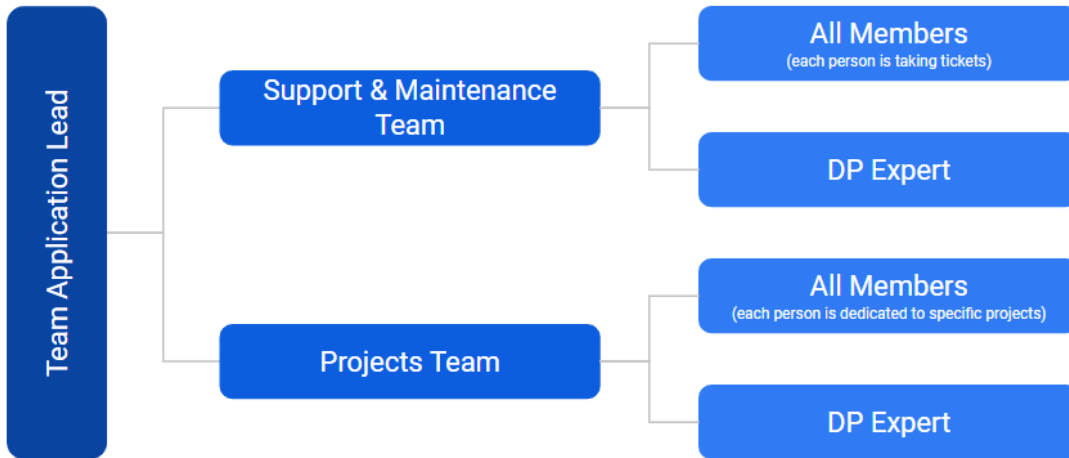 Team Application Lead
Support & Maintenance
Team
All Members
(each person is taking tickets)
DP Expert
Projects Team
All Members
(each person is dedicated to specific projects)
DP Expert